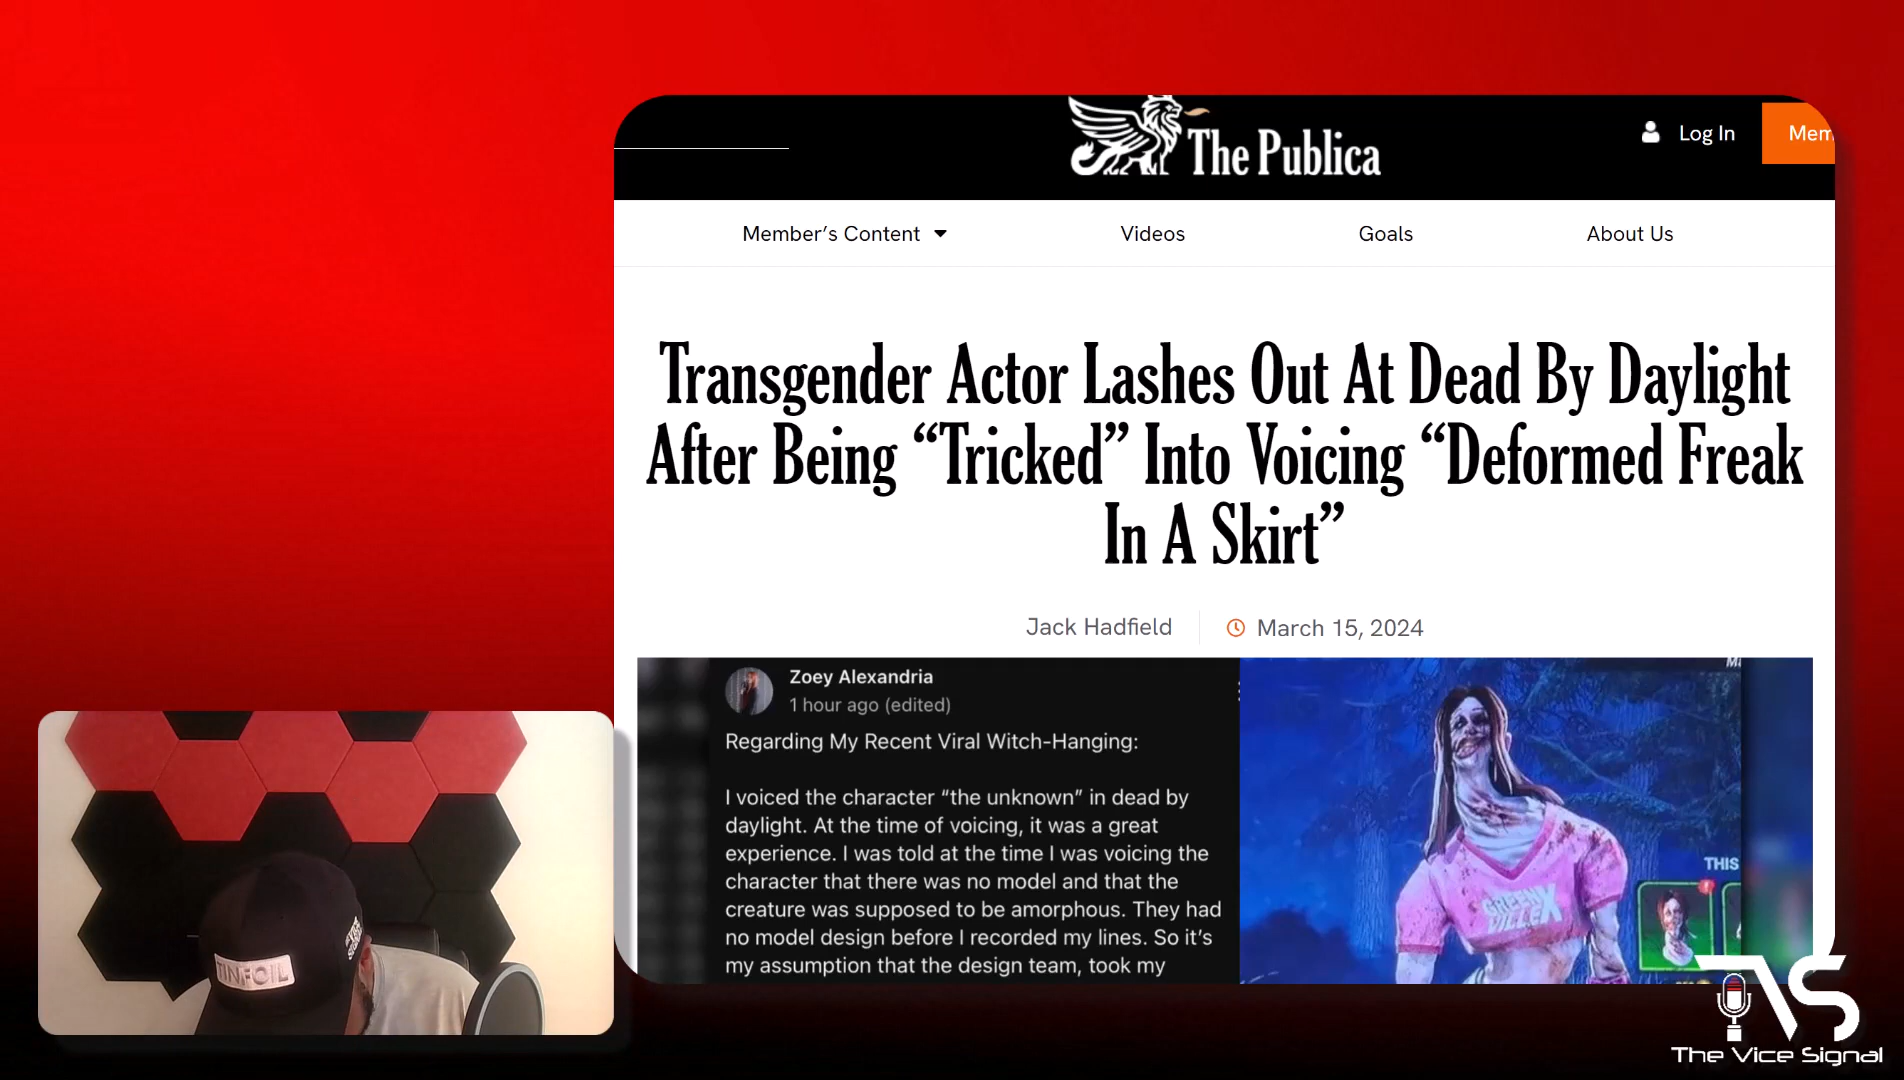 The Publica
Log In
Mem
Member’s Content
Videos
Goals
About Us
Transgender Actor Lashes Out At Dead By Daylight
After Being “Tricked” Into Voicing “Deformed Freak
In A Skirt”
Jack Hadfield
March 15, 2024
Zoey Alexandria
1 hour ago (edited)
Regarding My Recent Viral Witch-Hanging:
I voiced the character “the unknown” in dead by
daylight. At the time of voicing, it was a great
experience. I was told at the time I was voicing the
character that there was no model and that the
creature was supposed to be amorphous. They had
no model design before I recorded my lines. So it’s
my assumption that the design team, took my
THIS
GREENVILLE
TINFOIL
TVS
The Vice Signal